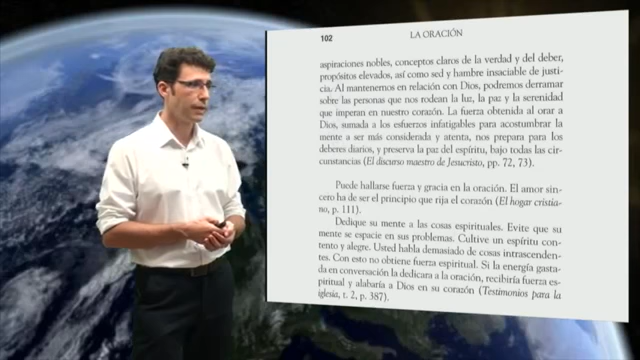 102
LA ORACIÓN
aspiraciones nobles, conceptos claros de la verdad y del deber,
propósitos elevados, así como sed y hambre insaciable de justi-
cia. Al mantenernos en relación con Dios, podremos derramar
sobre las personas que nos rodean la luz, la paz y la serenidad
que imperan en nuestro corazón. La fuerza obtenida al orar a
Dios, sumada a los esfuerzos infatigables para acostumbrar la
mente a ser más considerada y atenta, nos prepara para los
deberes diarios, y preserva la paz del espíritu, bajo todas las cir-
cunstancias (El discurso maestro de Jesucristo, pp. 72, 73).
Puede hallarse fuerza y gracia en la oración. El amor sin-
cero ha de ser el principio que rija el corazón (El hogar cristia-
no, p. 111).
Dedique su mente a las cosas espirituales. Evite que su
mente se espacie en sus problemas. Cultive un espíritu con-
tento y alegre. Usted habla demasiado de cosas intrascenden-
tes. Con esto no obtiene fuerza espiritual. Si la energía gasta-
da en conversación la dedicara a la oración, recibiría fuerza es-
piritual y alabaría a Dios en su corazón (Testimonios para la
iglesia, t. 2, p. 387).